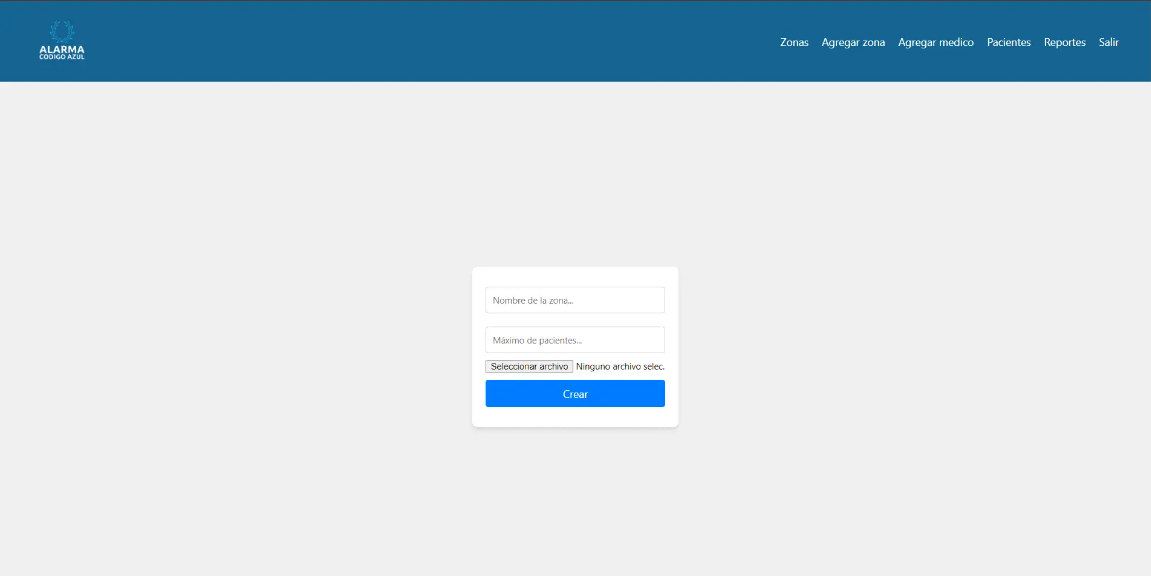 ALARMA
CODIGO AZUL
Zonas
Agregar zona
Agregar medico
Pacientes
Reportes
Salir
Nombre de la zona...
Máximo de pacientes...
Seleccionar archivo Ninguno archivo selec.
Crear